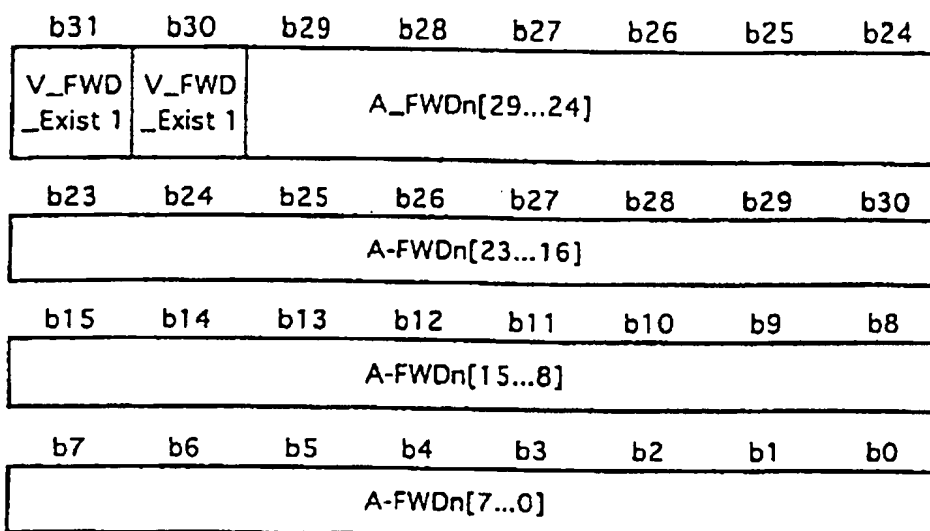 b31 b30 b29 b28 b27 b26 b25 b24
V_FWD V_FWD
_Exist 1 _Exist 1 A_FWDn[29...24]
b23 b24 b25 b26 b27 b28 b29 b30
A-FWDn[23...16]
b15 b14 b13 b12 b11 b10 b9 b8
A-FWDn[15...8]
b7 b6 b5 b4 b3 b2 b1 b0
A-FWDn[7...0]